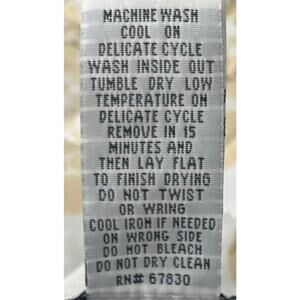 MACHINE WASH
COOL ON
DELICATE CYCLE
WASH INSIDE OUT
TUMBLE DRY LOW
TEMPERATURE ON
DELICATE CYCLE
REMOVE IN 15
MINUTES AND
THEN LAY FLAT
TO FINISH DRYING
DO NOT TWIST
OR WRING
COOL IRON IF NEEDED
ON WRONG SIDE
DO NOT BLEACH
DO NOT DRY CLEAN
RN# 67830